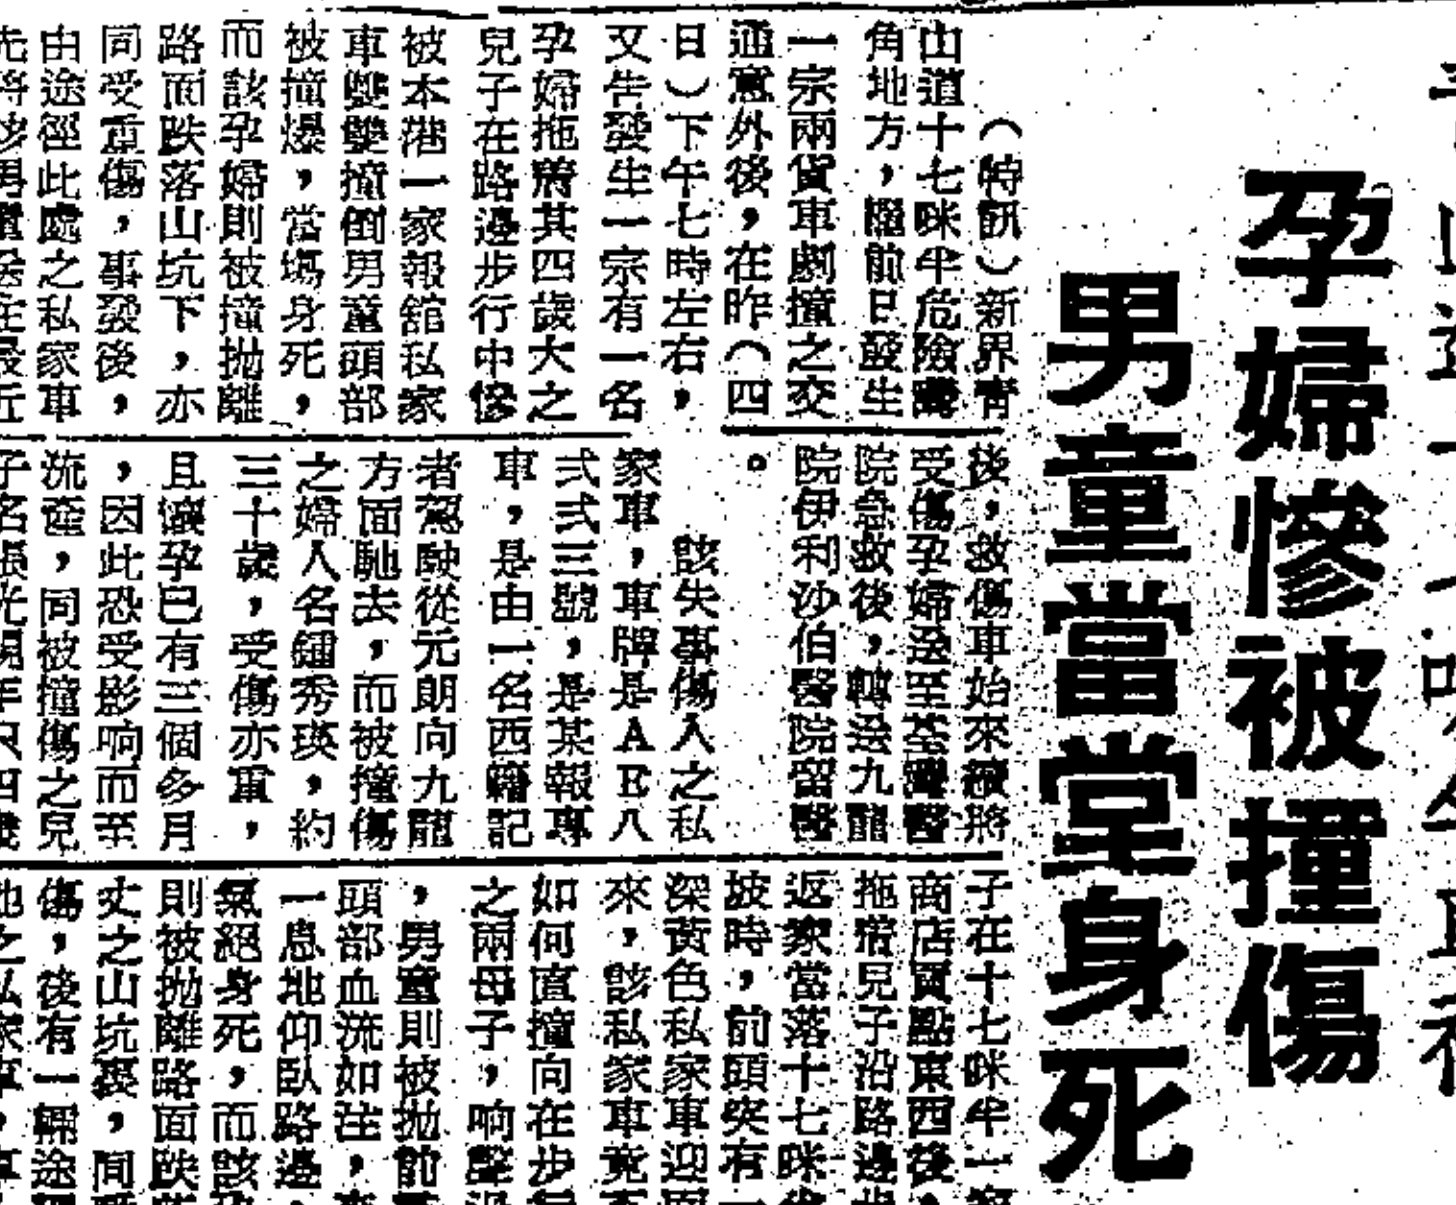 孕婦慘被撞傷
男童當堂身死
（特訊）新界青
山道十七咪半危險彎
角地方，繼前日發生
一宗兩貨車劇撞之交
通意外後，在昨（四
日）下午七時左右，
又告發生一宗有一名
孕婦拖着其四歲大之
兒子在路邊步行中慘
被本港一家報館私家
車雙雙撞倒男童頭部
被撞爆，當場身死，
而該孕婦則被撞拋離
路面跌落山坑下，亦
同受重傷，事發後，
由途徑此處之私家車
後，救傷車始來續將
受傷孕婦送至荃灣醫
院急救後，轉送九龍
院伊利沙伯醫院留醫
。
該失事傷人之私
家車，車牌是ＡＥ八
弍弍三號，是某報專
車，是由一名西籍記
者駕駛從元朗向九龍
方面馳去，而被撞傷
之婦人名鍾秀瑛，約
三十歲，受傷亦重，
且懷孕已有三個多月
，因此恐受影响而至
流產，同被撞傷之兒
子在十七咪半一
商店買點東西後，
拖帶兒子沿路邊步
返家當落十七咪半
坡時，前頭突有一
深黃色私家車迎面
來，該私家車竟不
如何直撞向在步行
之兩母子，响聲過
，男童則被拋前
頭部血流如注，
一息地仰臥路邊，
氣絕身死，而該孕
則被拋離路面跌落
丈之山坑裏，同受
傷，後有一輛途經